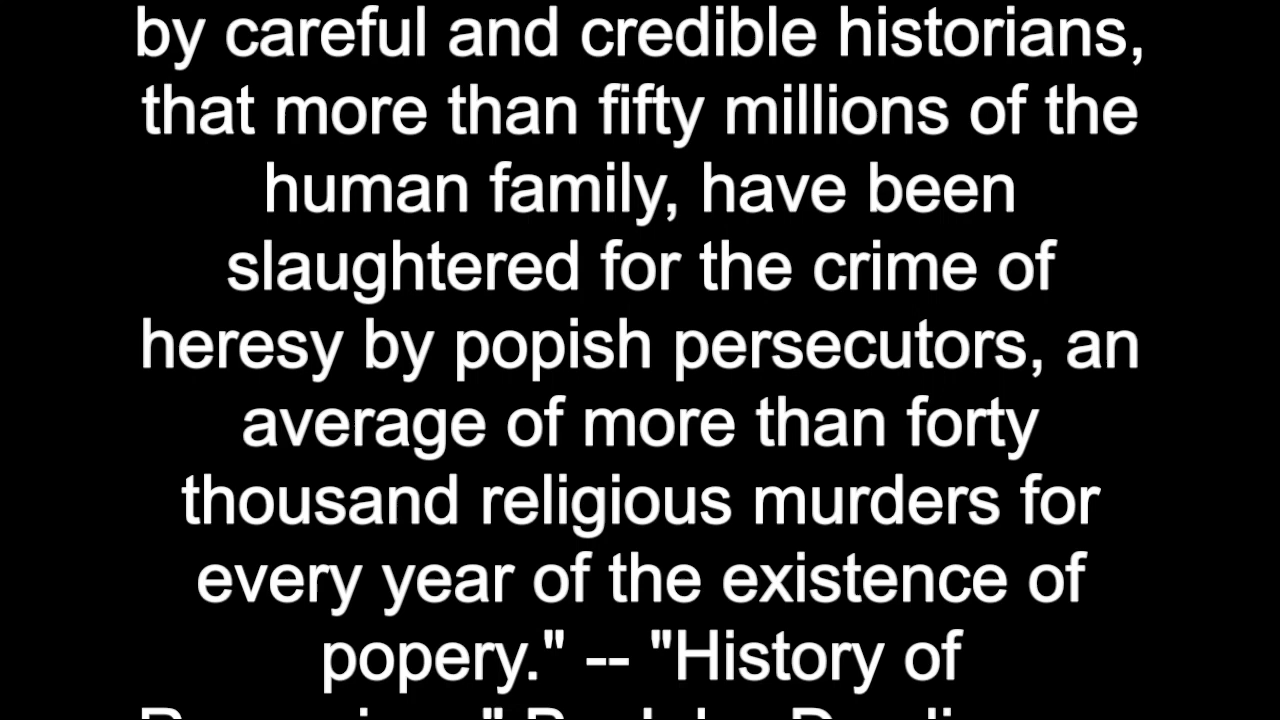 by careful and credible historians,
that more than fifty millions of the
human family, have been
slaughtered for the crime of
heresy by popish persecutors, an
average of more than forty
thousand religious murders for
every year of the existence of
popery." -- "History of